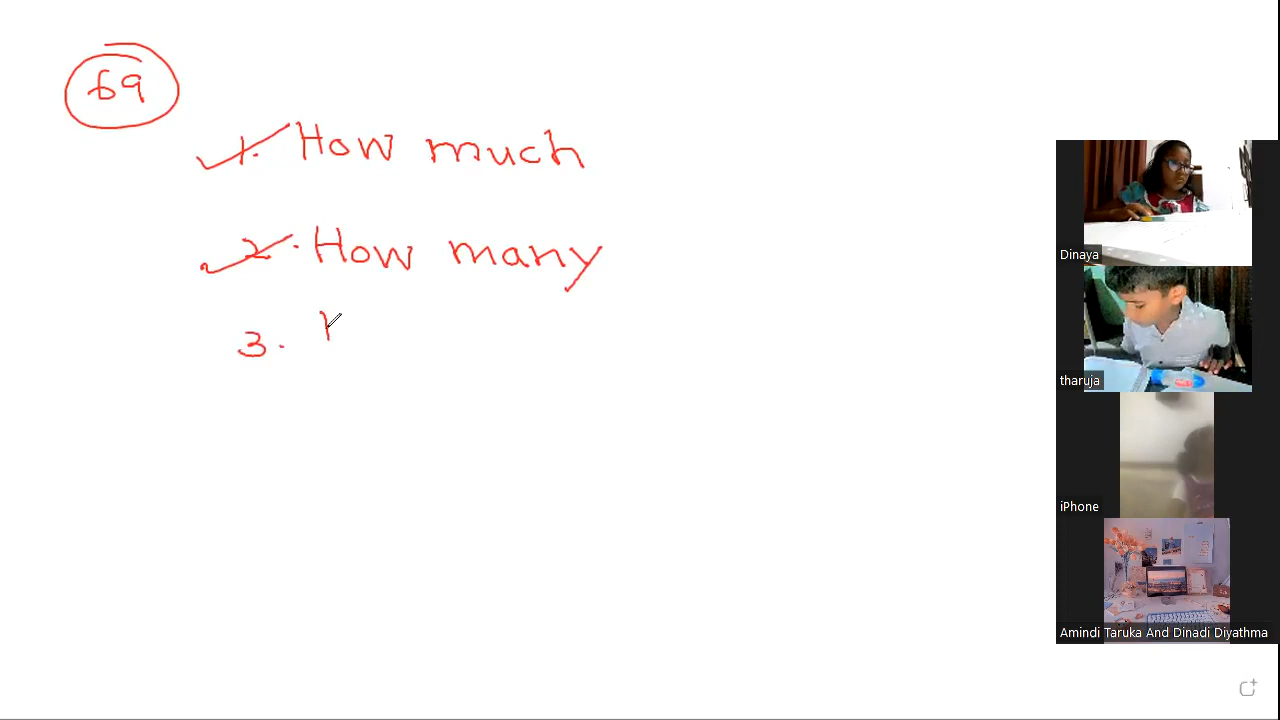 69
1. How much
2. How many
3.
Dinaya
tharuja
iPhone
Amindi Taruka And Dinadi Diyathma